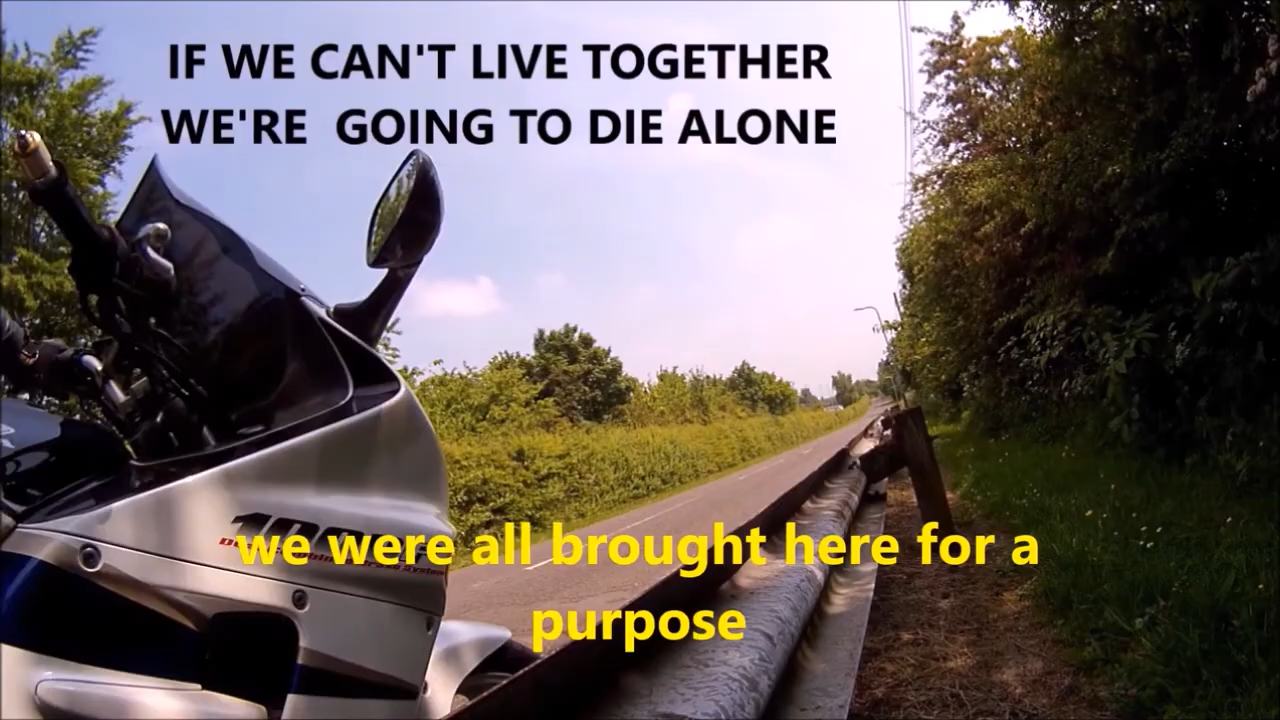 IF WE CAN'T LIVE TOGETHER
WE'RE GOING TO DIE ALONE
we were all brought here for a
purpose